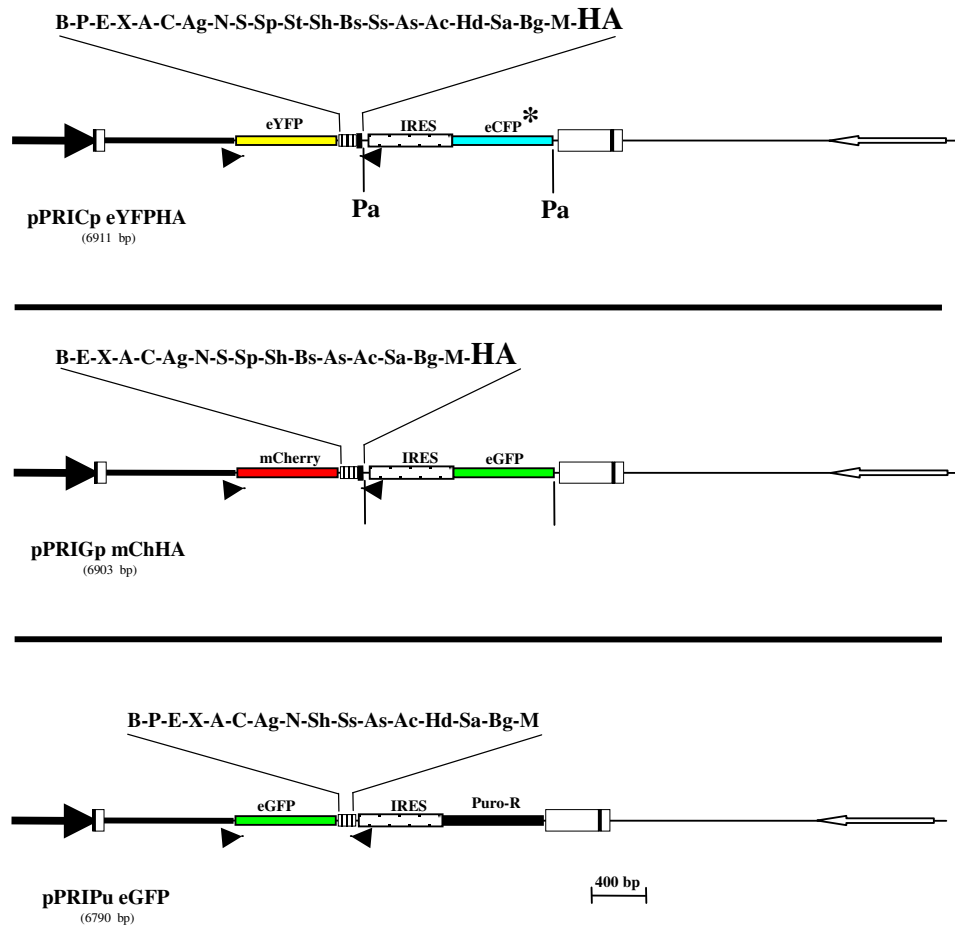 B-P-E-X-A-C-Ag-N-S-Sp-St-Sh-Bs-Ss-As-Ac-Hd-Sa-Bg-M-HA
eYFP
IRES
eCFP*
Pa
Pa
pPRICp eYFPHA
(6911 bp)
B-E-X-A-C-Ag-N-S-Sp-Sh-Bs-As-Ac-Sa-Bg-M-HA
mCherry
IRES
eGFP
pPRIGp mChHA
(6903 bp)
B-P-E-X-A-C-Ag-N-Sh-Ss-As-Ac-Hd-Sa-Bg-M
eGFP
IRES
Puro-R
400 bp
pPRIPu eGFP
(6790 bp)